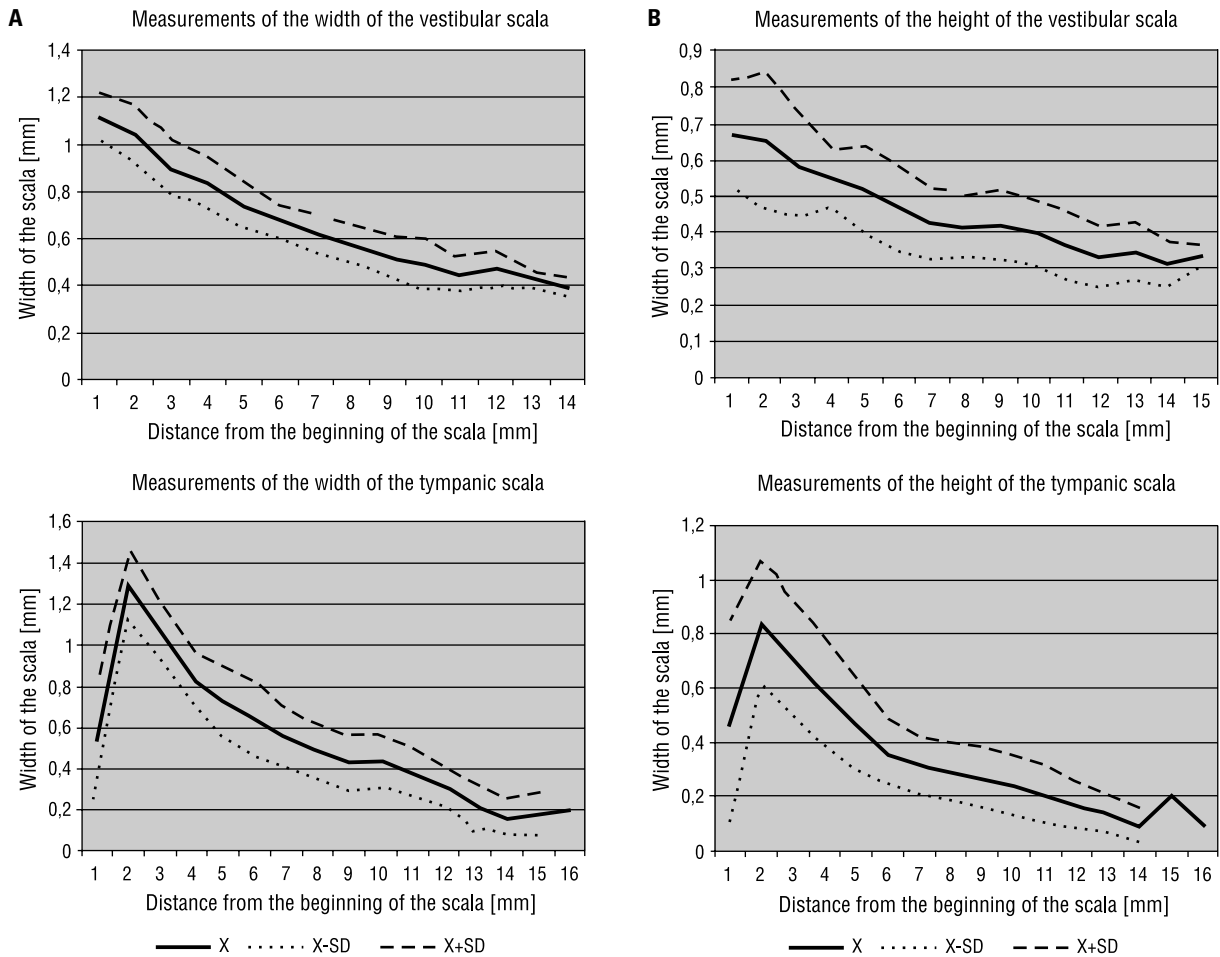 A
Measurements of the width of the vestibular scala
Width of the scala [mm]
1,4
1,2
1
0,8
0,6
0,4
0,2
0
1 2 3 4 5 6 7 8 9 10 11 12 13 14
Distance from the beginning of the scala [mm]
B
Measurements of the height of the vestibular scala
Width of the scala [mm]
0,9
0,8
0,7
0,6
0,5
0,4
0,3
0,2
0,1
0
1 2 3 4 5 6 7 8 9 10 11 12 13 14 15
Distance from the beginning of the scala [mm]
Measurements of the width of the tympanic scala
Width of the scala [mm]
1,6
1,4
1,2
1
0,8
0,6
0,4
0,2
0
1 2 3 4 5 6 7 8 9 10 11 12 13 14 15 16
Distance from the beginning of the scala [mm]
X X-SD X+SD
Measurements of the height of the tympanic scala
Width of the scala [mm]
1,2
1
0,8
0,6
0,4
0,2
0
1 2 3 4 5 6 7 8 9 10 11 12 13 14 15 16
Distance from the beginning of the scala [mm]
X X-SD X+SD